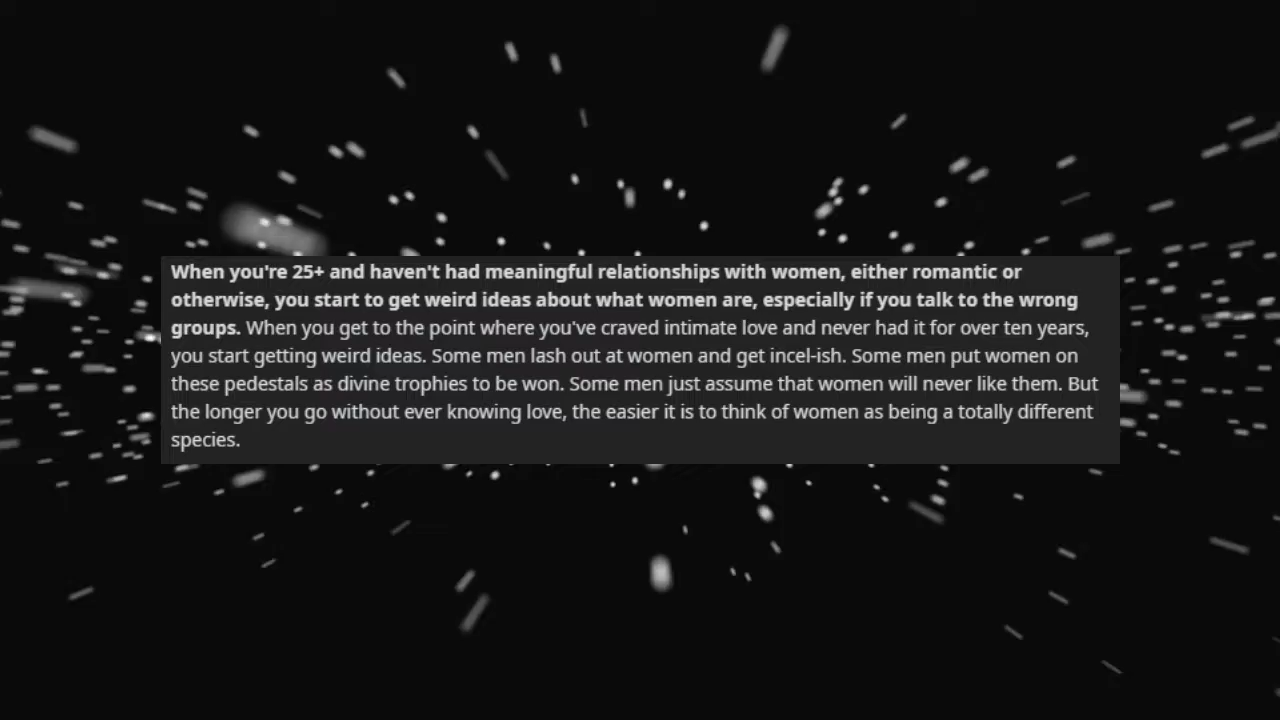 When you're 25+ and haven't had meaningful relationships with women, either romantic or
otherwise, you start to get weird ideas about what women are, especially if you talk to the wrong
groups. When you get to the point where you've craved intimate love and never had it for over ten years,
you start getting weird ideas. Some men lash out at women and get incel-ish. Some men put women on
these pedestals as divine trophies to be won. Some men just assume that women will never like them. But
the longer you go without ever knowing love, the easier it is to think of women as being a totally different
species.